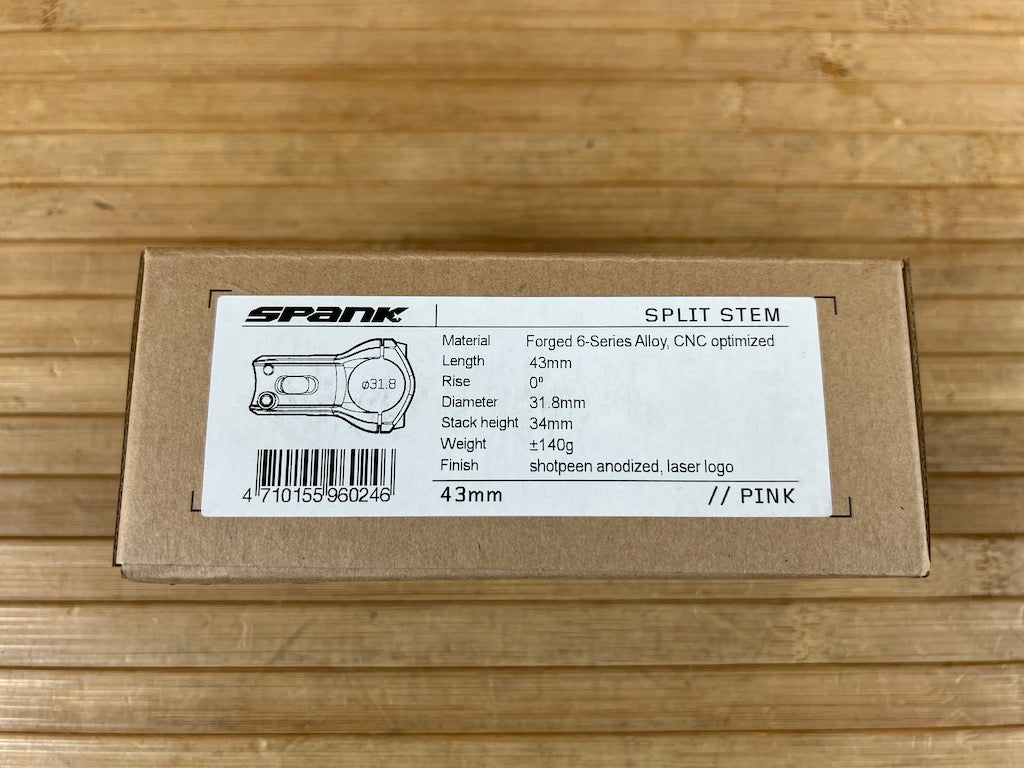 SPANK
SPLIT STEM
Material Forged 6-Series Alloy, CNC optimized
Length 43mm
Rise 0º
Diameter 31.8mm
Stack height 34mm
Weight ±140g
Finish shotpeen anodized, laser logo
ø31.8
4 710155 960246
43mm
// PINK